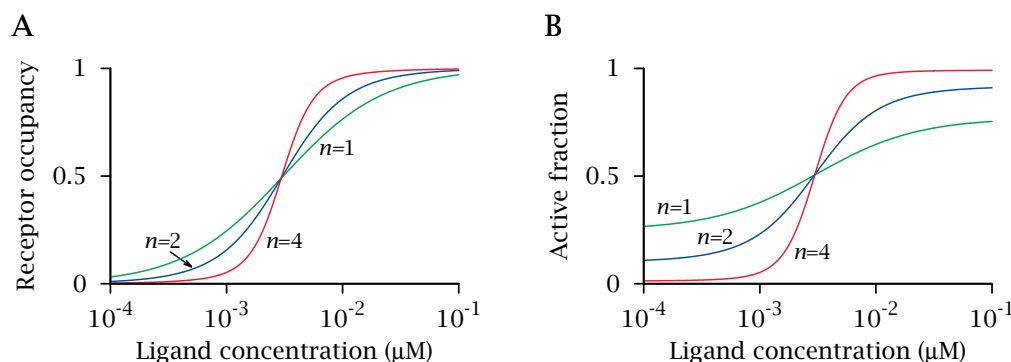 A
Receptor occupancy
1
0.5
0
n=1
n=2
n=4
10-4
10-3
10-2
10-1
Ligand concentration (μM)
B
Active fraction
1
0.5
0
n=1
n=2
n=4
10-4
10-3
10-2
10-1
Ligand concentration (μM)